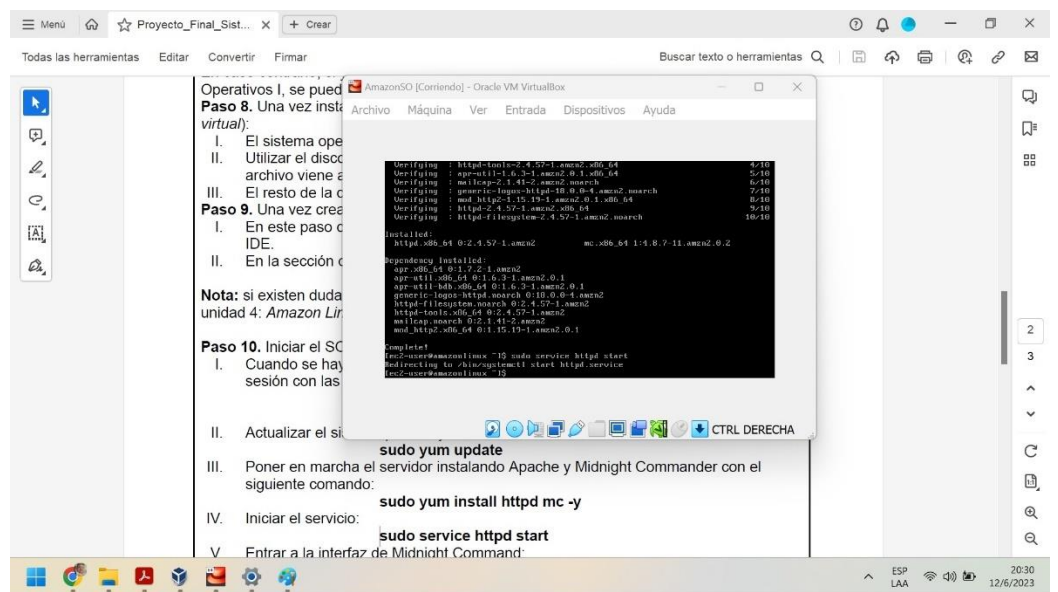 Menú
Proyecto_Final_Sist...
+ Crear
Todas las herramientas
Editar
Convertir
Firmar
Buscar texto o herramientas
Operativos I, se pued
Paso 8. Una vez insta
virtual):
I. El sistema ope
II. Utilizar el disco
archivo viene a
III. El resto de la c
Paso 9. Una vez crea
I. En este paso c
IDE.
II. En la sección c
Nota: si existen duda
unidad 4: Amazon Lin
Paso 10. Iniciar el SO
I. Cuando se hay
sesión con las
AmazonSO [Corriendo] - Oracle VM VirtualBox
Archivo Máquina Ver Entrada Dispositivos Ayuda
Verifying : httpd-tools-2.4.57-1.amzn2.x86_64 4/10
Verifying : apr-util-1.6.3-1.amzn2.0.1.x86_64 5/10
Verifying : mailcap-2.1.41-2.amzn2.noarch 6/10
Verifying : generic-logos-httpd-18.0.0-4.amzn2.noarch 7/10
Verifying : mod_http2-1.15.19-1.amzn2.0.1.x86_64 8/10
Verifying : httpd-2.4.57-1.amzn2.x86_64 9/10
Verifying : httpd-filesystem-2.4.57-1.amzn2.noarch 10/10
Installed:
httpd.x86_64 0:2.4.57-1.amzn2 mc.x86_64 1:4.8.7-11.amzn2.0.2
Dependency Installed:
apr.x86_64 0:1.7.2-1.amzn2
apr-util.x86_64 0:1.6.3-1.amzn2.0.1
apr-util-bdb.x86_64 0:1.6.3-1.amzn2.0.1
generic-logos-httpd.noarch 0:18.0.0-4.amzn2
httpd-filesystem.noarch 0:2.4.57-1.amzn2
httpd-tools.x86_64 0:2.4.57-1.amzn2
mailcap.noarch 0:2.1.41-2.amzn2
mod_http2.x86_64 0:1.15.19-1.amzn2.0.1
Complete!
[ec2-user@amazonlinux ~]$ sudo service httpd start
Redirecting to /bin/systemctl start httpd.service
[ec2-user@amazonlinux ~]$
CTRL DERECHA
II. Actualizar el si
sudo yum update
III. Poner en marcha el servidor instalando Apache y Midnight Commander con el
siguiente comando:
sudo yum install httpd mc -y
IV. Iniciar el servicio:
sudo service httpd start
V. Entrar a la interfaz de Midnight Command:
2
3
ESP
LAA
20:30
12/6/2023